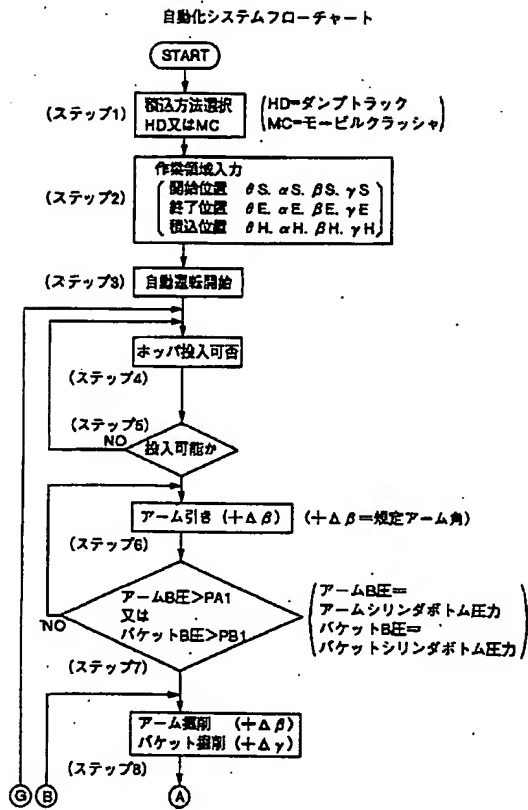 自動化システムフローチャート
START
(ステップ1)
積込方法選択
HD又はMC
(HD=ダンプトラック
MC=モービルクラッシャ)
(ステップ2)
作業領域入力
開始位置 θS. αS. βS. γS
終了位置 θE. αE. βE. γE
積込位置 θH. αH. βH. γH
(ステップ3)
自動運転開始
ホッパ投入可否
(ステップ4)
(ステップ5)
NO
投入可能か
アーム引き (+Δβ)
(+Δβ=規定アーム角)
(ステップ6)
アームB圧>PA1
又は
バケットB圧>PB1
NO
アームB圧=
アームシリンダボトム圧力
バケットB圧=
バケットシリンダボトム圧力
(ステップ7)
アーム掘削 (+Δβ)
バケット掘削 (+Δγ)
(ステップ8)
G B A